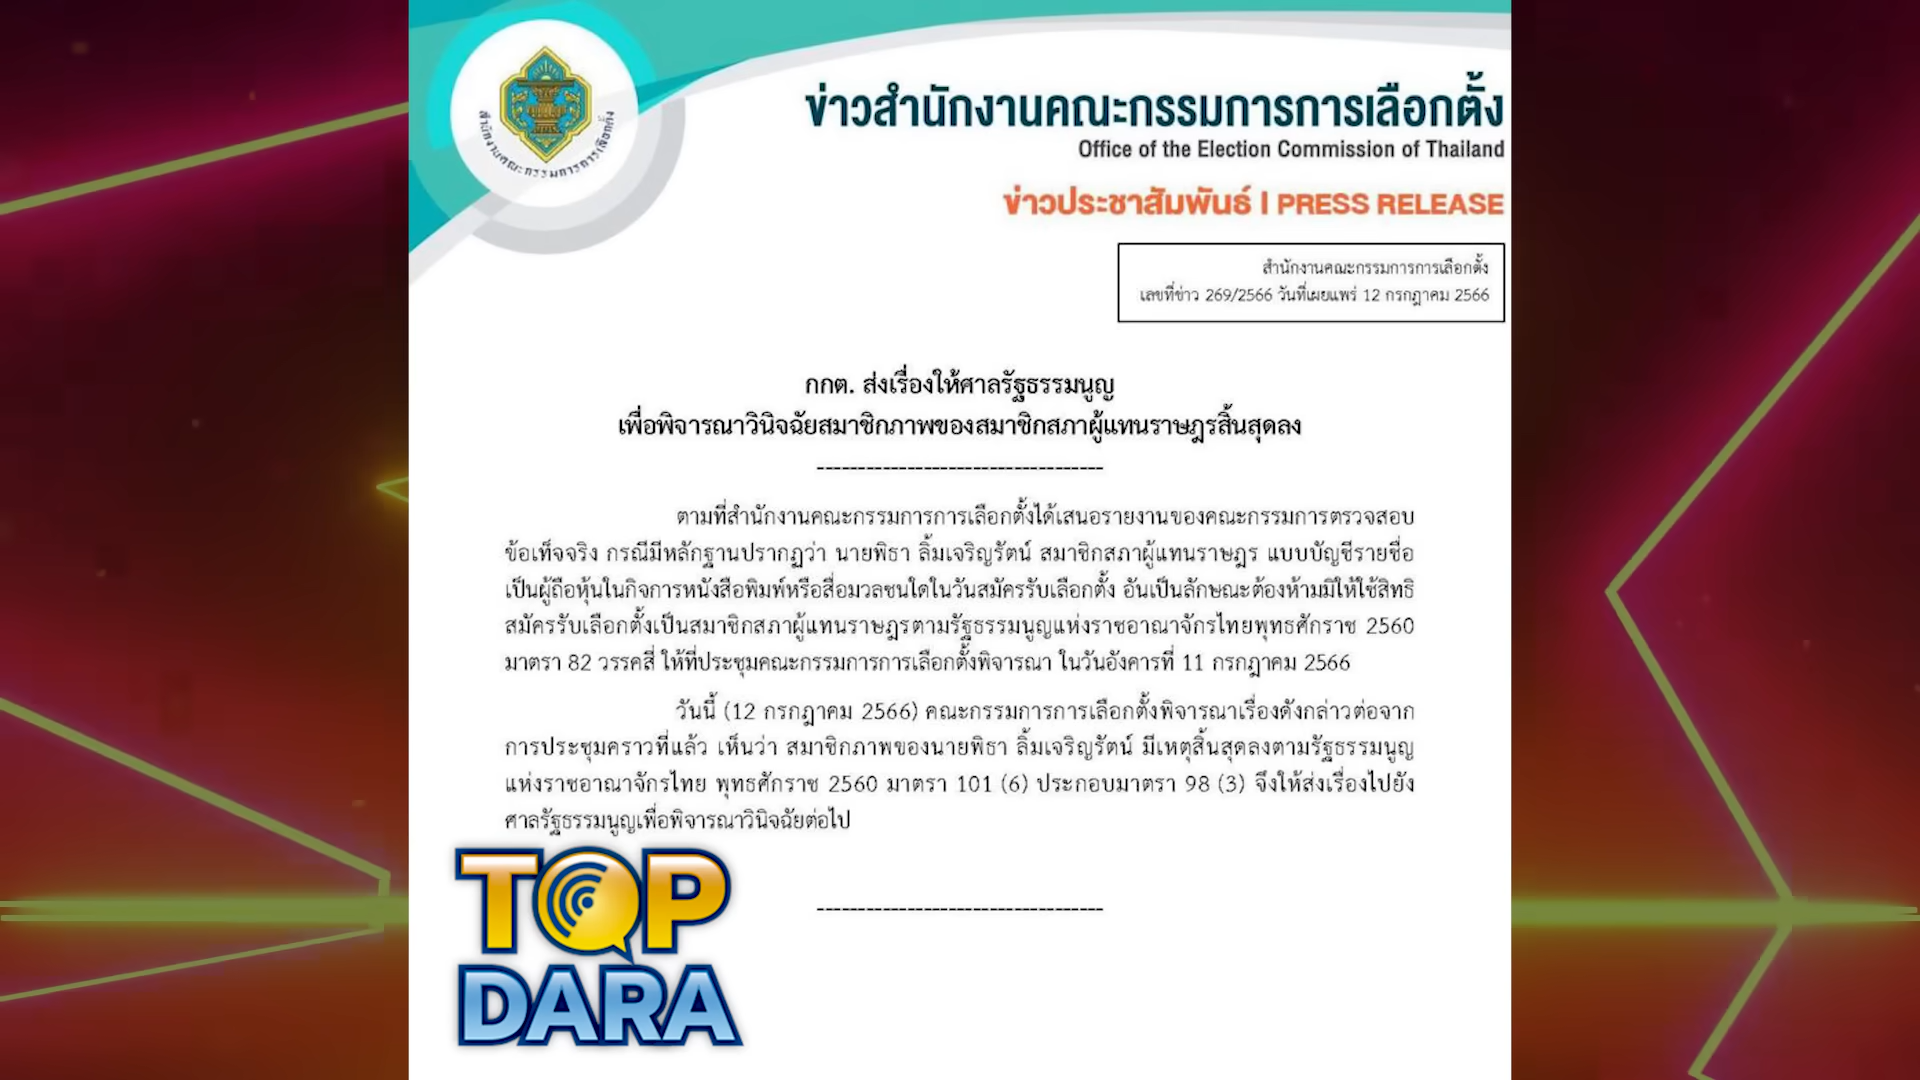 สำนักงานคณะกรรมการการเลือกตั้ง
ข่าวสำนักงานคณะกรรมการการเลือกตั้ง
Office of the Election Commission of Thailand
ข่าวประชาสัมพันธ์ | PRESS RELEASE
สำนักงานคณะกรรมการการเลือกตั้ง
เลขที่ข่าว 269/2566 วันที่เผยแพร่ 12 กรกฎาคม 2566
กกต. ส่งเรื่องให้ศาลรัฐธรรมนูญ
เพื่อพิจารณาวินิจฉัยสมาชิกภาพของสมาชิกสภาผู้แทนราษฎรสิ้นสุดลง
-----------------------------------
ตามที่สำนักงานคณะกรรมการการเลือกตั้งได้เสนอรายงานของคณะกรรมการตรวจสอบ
ข้อเท็จจริง กรณีมีหลักฐานปรากฏว่า นายพิธา ลิ้มเจริญรัตน์ สมาชิกสภาผู้แทนราษฎร แบบบัญชีรายชื่อ
เป็นผู้ถือหุ้นในกิจการหนังสือพิมพ์หรือสื่อมวลชนใดในวันสมัครรับเลือกตั้ง อันเป็นลักษณะต้องห้ามมิให้ใช้สิทธิ
สมัครรับเลือกตั้งเป็นสมาชิกสภาผู้แทนราษฎรตามรัฐธรรมนูญแห่งราชอาณาจักรไทยพุทธศักราช 2560
มาตรา 82 วรรคสี่ ให้ที่ประชุมคณะกรรมการการเลือกตั้งพิจารณา ในวันอังคารที่ 11 กรกฎาคม 2566
วันนี้ (12 กรกฎาคม 2566) คณะกรรมการการเลือกตั้งพิจารณาเรื่องดังกล่าวต่อจาก
การประชุมคราวที่แล้ว เห็นว่า สมาชิกภาพของนายพิธา ลิ้มเจริญรัตน์ มีเหตุสิ้นสุดลงตามรัฐธรรมนูญ
แห่งราชอาณาจักรไทย พุทธศักราช 2560 มาตรา 101 (6) ประกอบมาตรา 98 (3) จึงให้ส่งเรื่องไปยัง
ศาลรัฐธรรมนูญเพื่อพิจารณาวินิจฉัยต่อไป
-----------------------------------
TOP
DARA